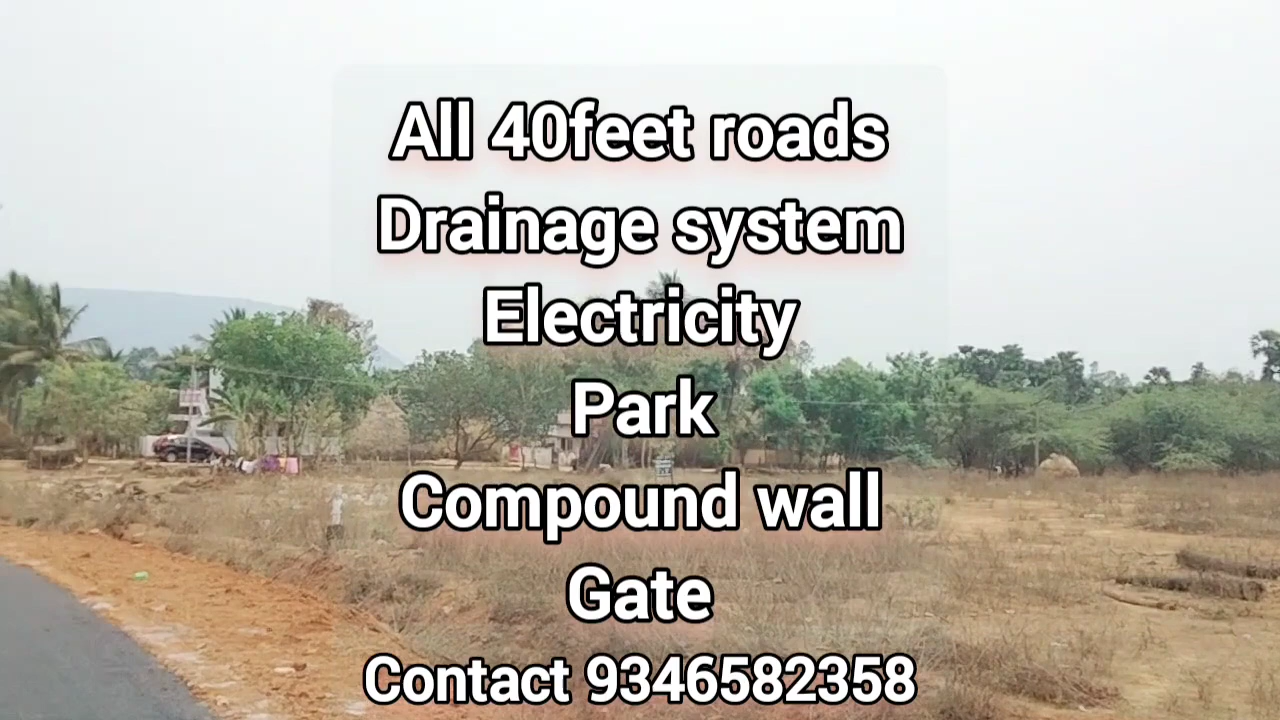 All 40feet roads
Drainage system
Electricity
Park
Compound wall
Gate
Contact 9346582358